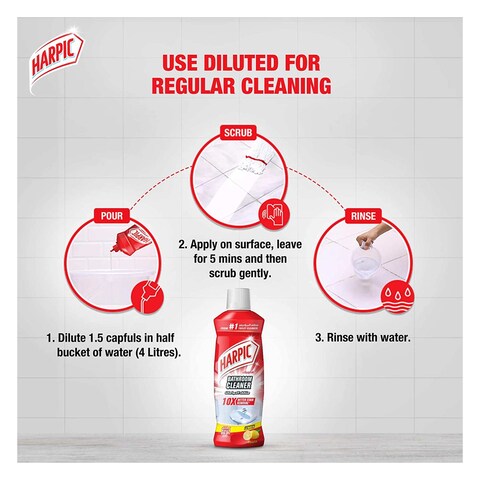 HARPIC
USE DILUTED FOR
REGULAR CLEANING
SCRUB
POUR
RINSE
2. Apply on surface, leave
for 5 mins and then
scrub gently.
1. Dilute 1.5 capfuls in half
bucket of water (4 Litres).
3. Rinse with water.
#1
HARPIC
BATHROOM
CLEANER
10X